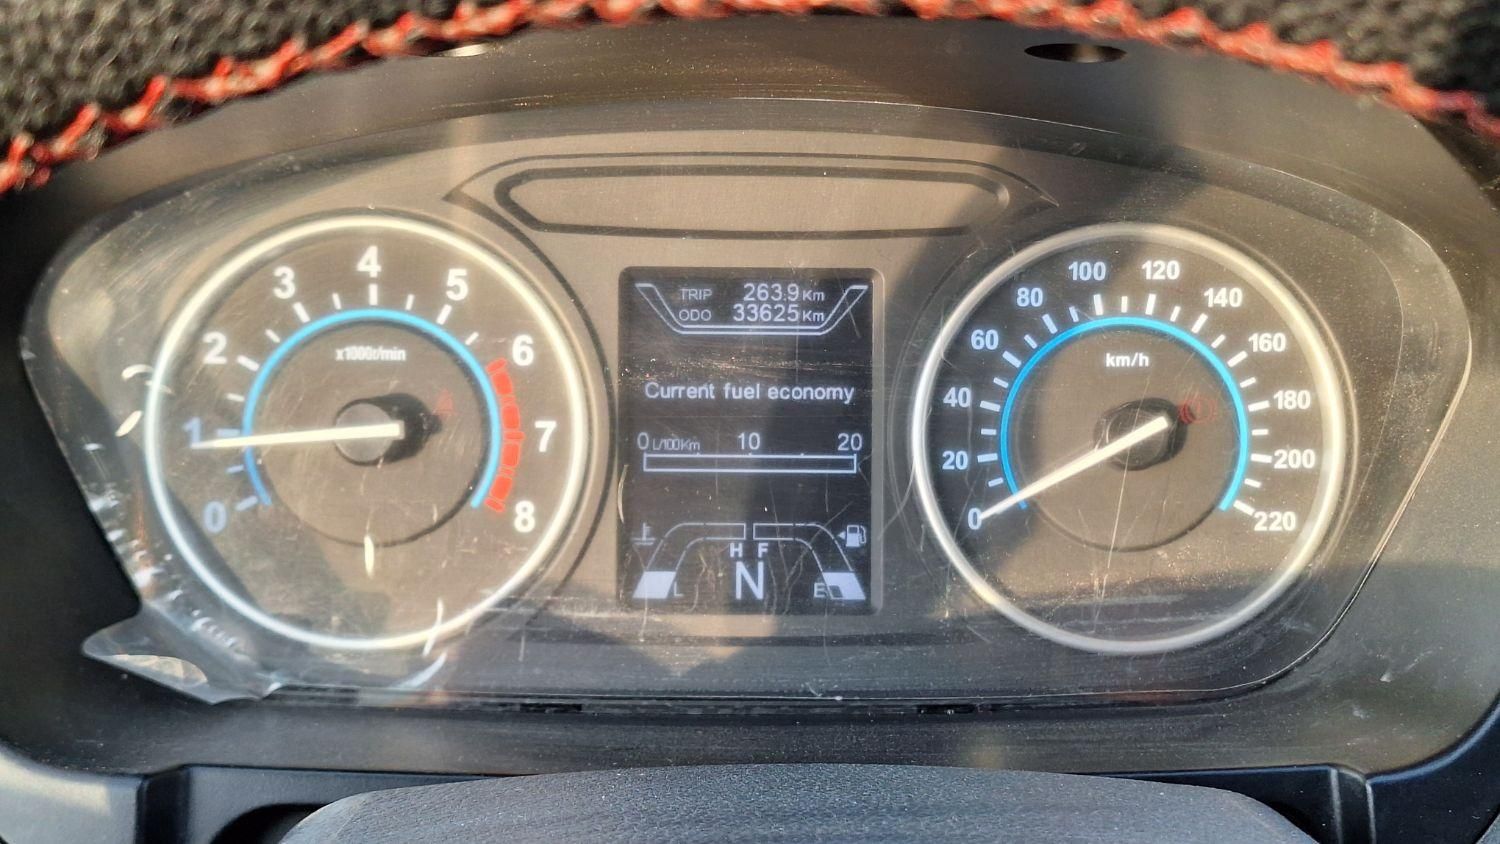 0
1
2
3
4
5
6
7
8
x1000r/min
TRIP 263.9 Km
ODO 33625 Km
Current fuel economy
0 L/100Km 10 20
H F
L N E
0
20
40
60
80
100
120
140
160
180
200
220
km/h